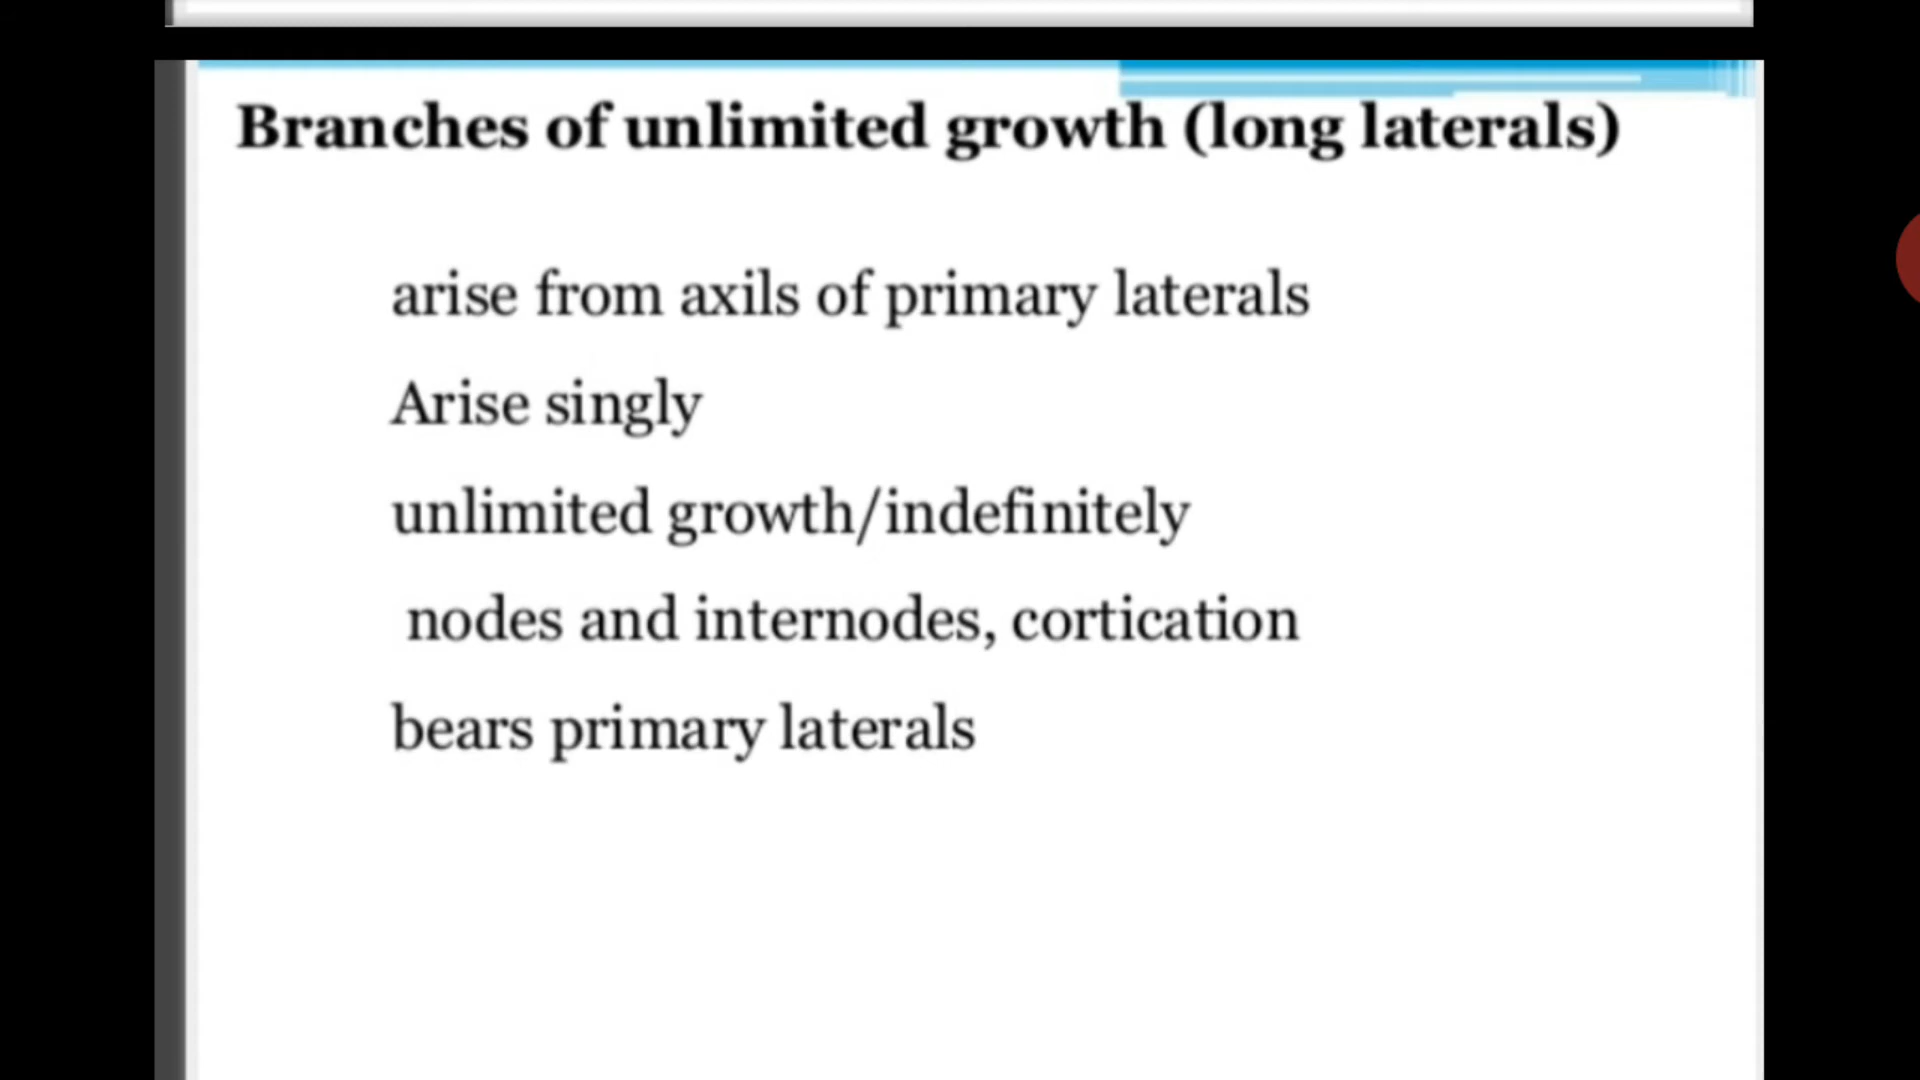 Branches of unlimited growth (long laterals)
arise from axils of primary laterals
Arise singly
unlimited growth/indefinitely
nodes and internodes, cortication
bears primary laterals